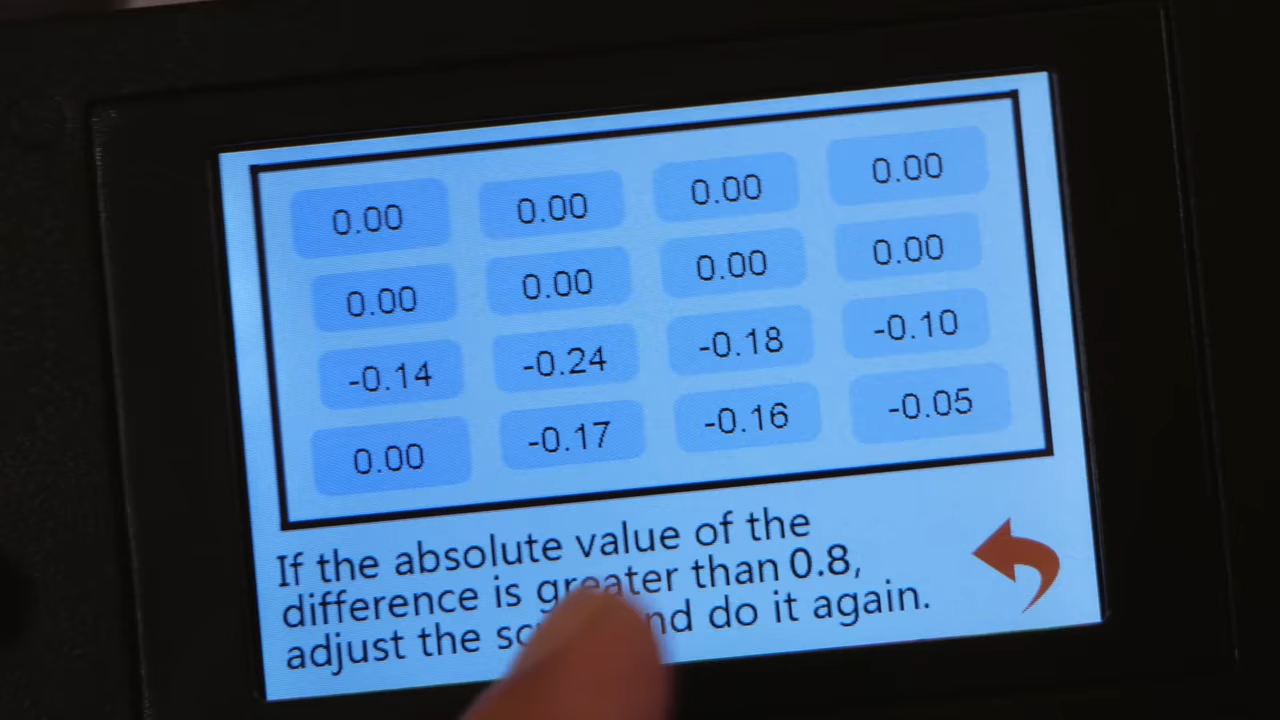 0.00 0.00 0.00 0.00
0.00 0.00 0.00 0.00
-0.14 -0.24 -0.18 -0.10
0.00 -0.17 -0.16 -0.05
If the absolute value of the
difference is greater than 0.8,
adjust the do it again.